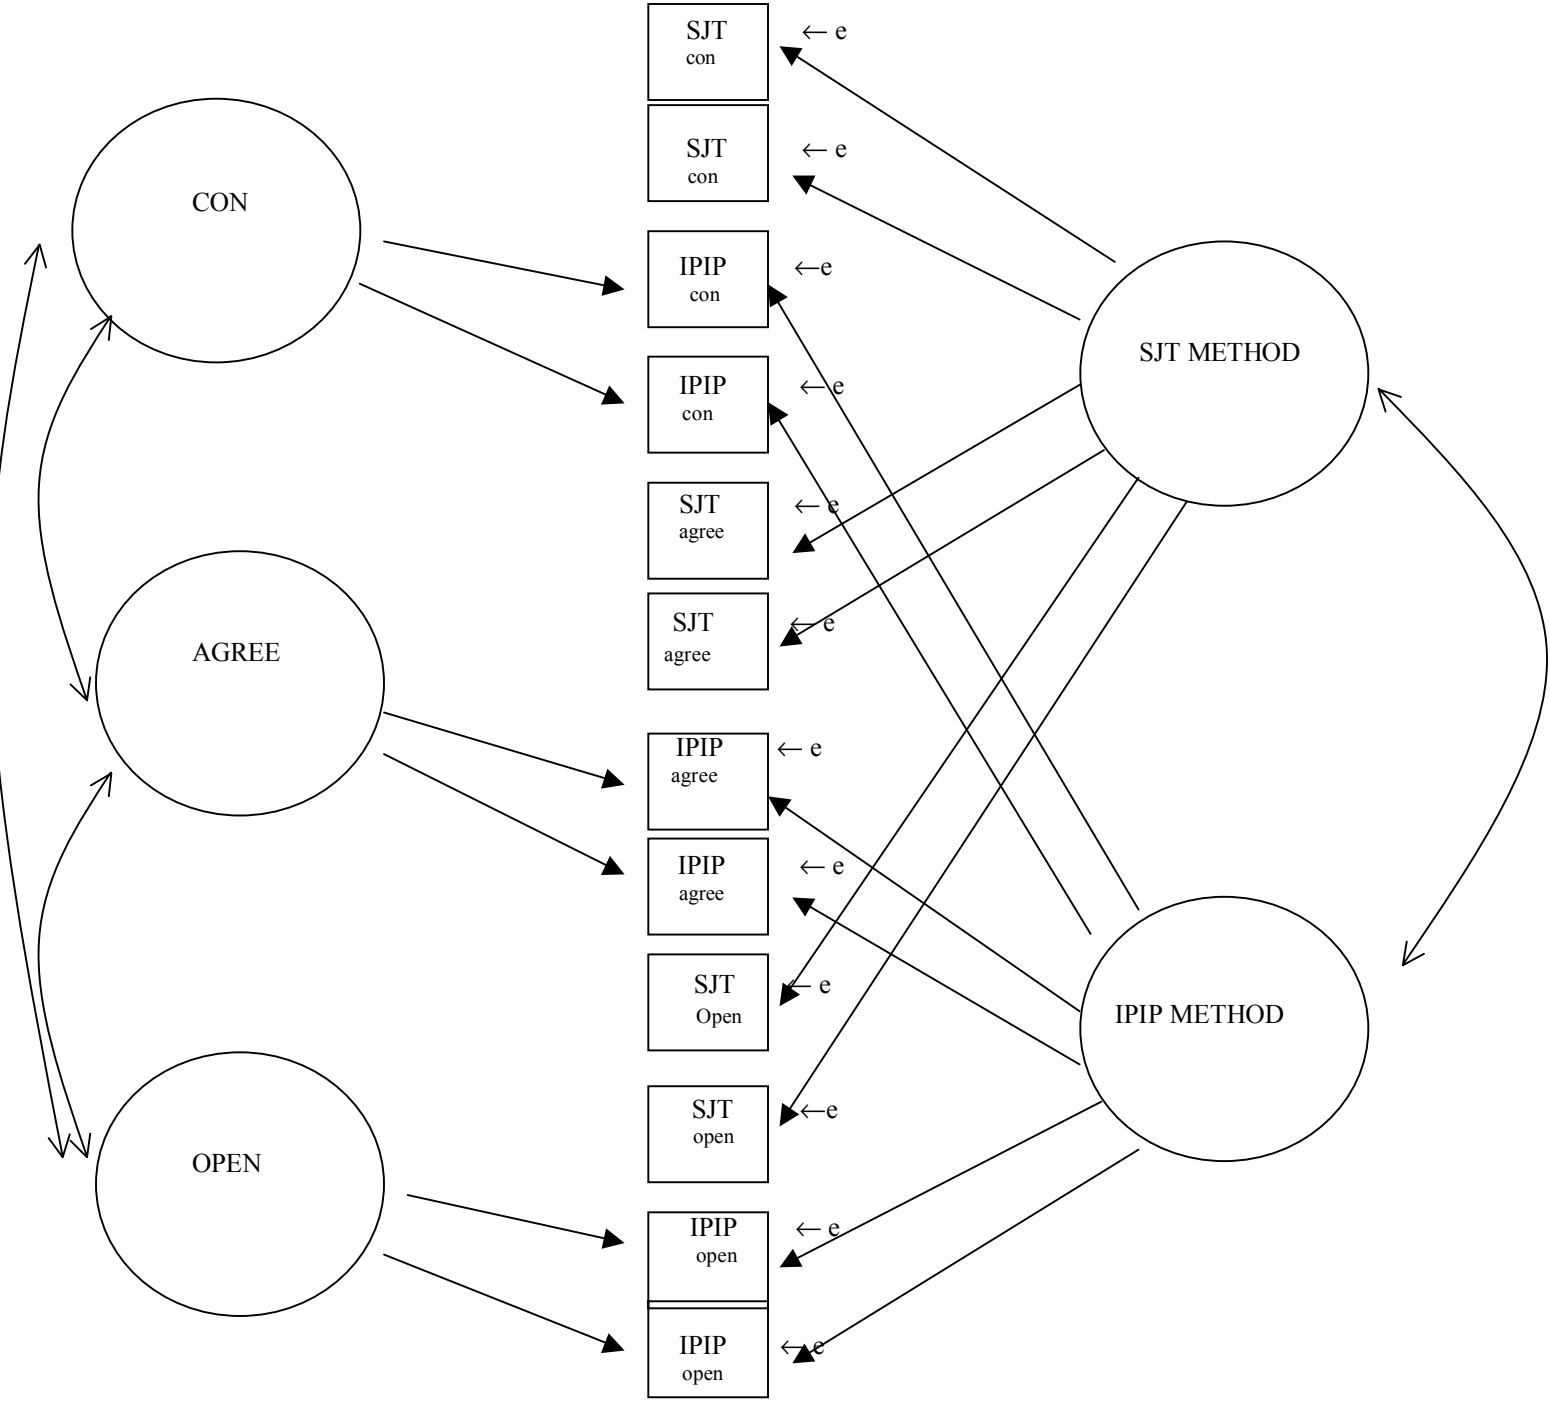 SJT
con
← e
SJT
con
← e
CON
IPIP
con
←e
SJT METHOD
IPIP
con
← e
SJT
agree
← e
SJT
agree
← e
AGREE
IPIP
agree
← e
IPIP
agree
← e
SJT
Open
← e
IPIP METHOD
SJT
open
←e
OPEN
IPIP
open
← e
IPIP
open
← e